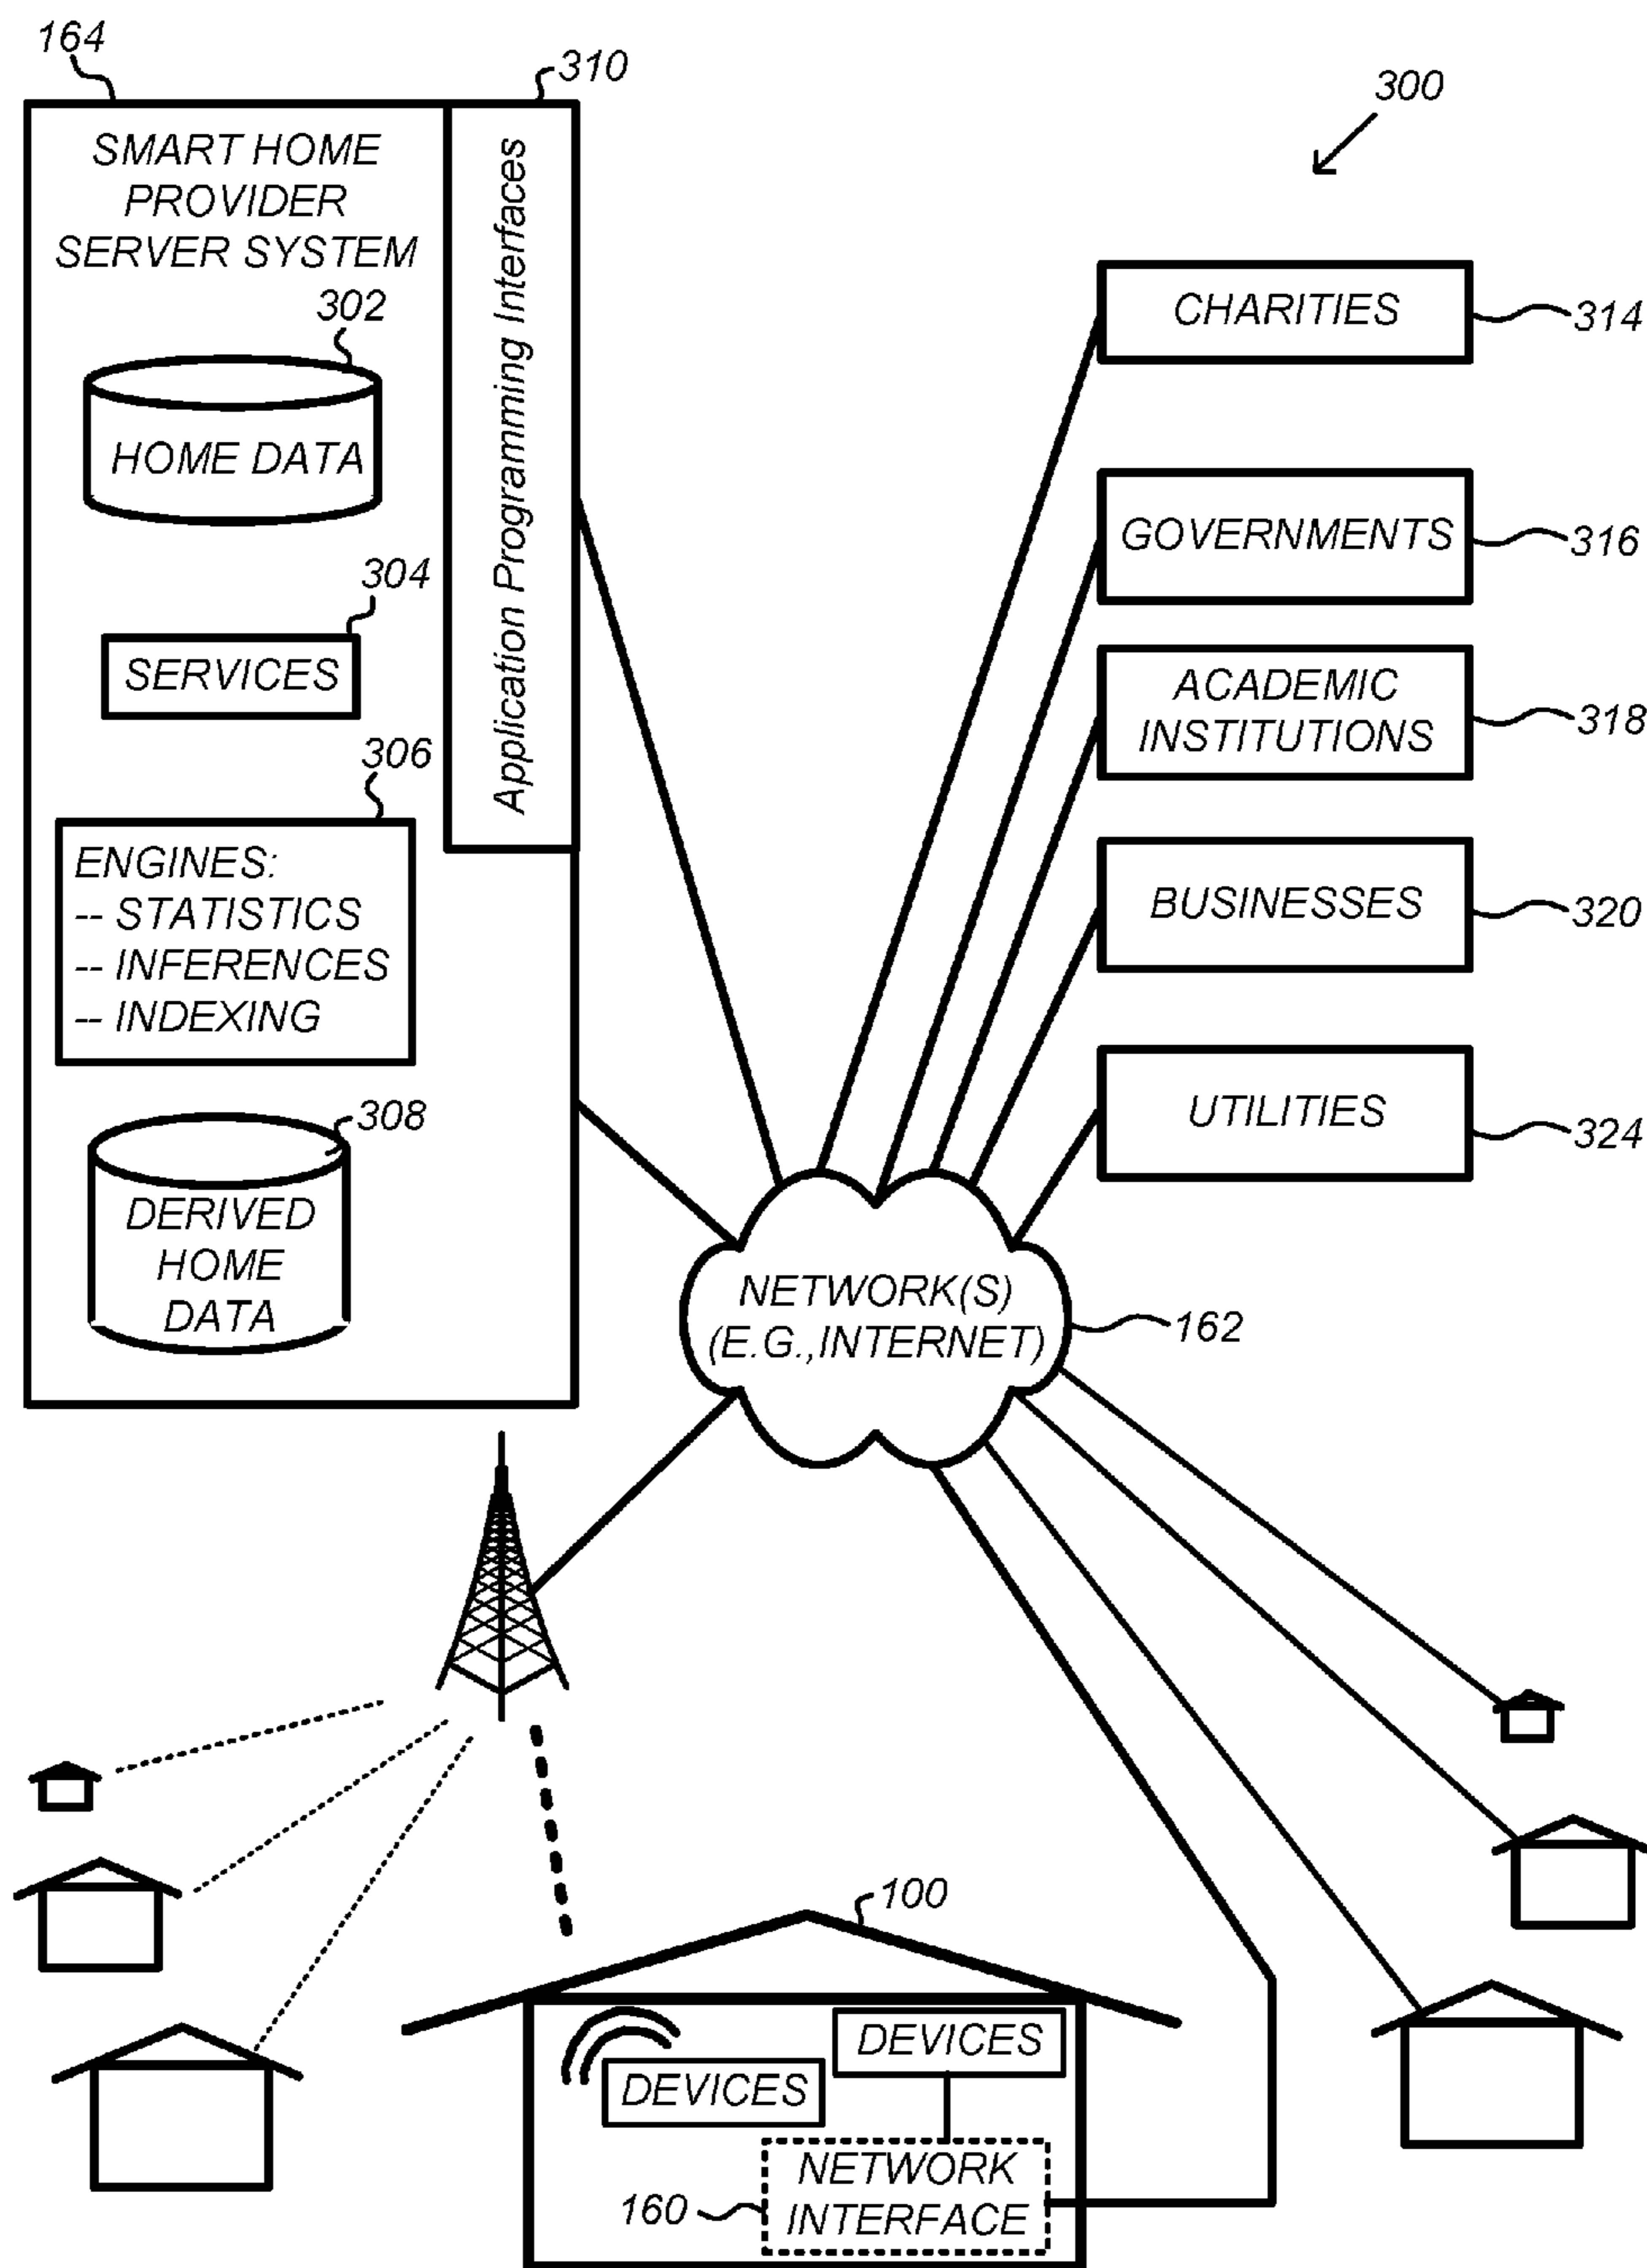 164
310
300
SMART HOME
PROVIDER
SERVER SYSTEM
Application Programming Interfaces
302
HOME DATA
304
SERVICES
306
ENGINES:
-- STATISTICS
-- INFERENCES
-- INDEXING
308
DERIVED
HOME
DATA
CHARITIES
314
GOVERNMENTS
316
ACADEMIC
INSTITUTIONS
318
BUSINESSES
320
UTILITIES
324
NETWORK(S)
(E.G.,INTERNET)
162
100
DEVICES
DEVICES
NETWORK
INTERFACE
160